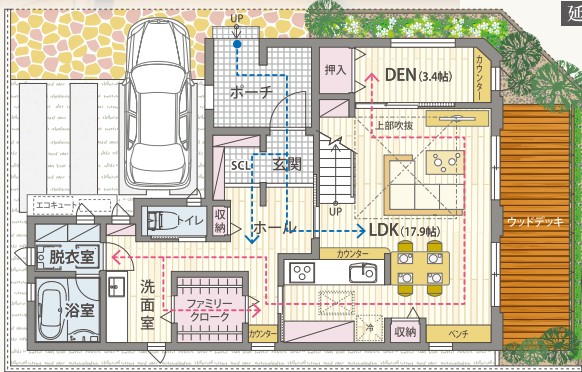 延
UP
ポーチ
押入
DEN(3.4帖)
カウンター
上部吹抜
SCL
玄関
UP
エコキュート
トイレ
収納
ホール
LDK(17.9帖)
ウッドデッキ
脱衣室
カウンター
浴室
洗面室
ファミリー
クローク
カウンター
冷
収納
ベンチ